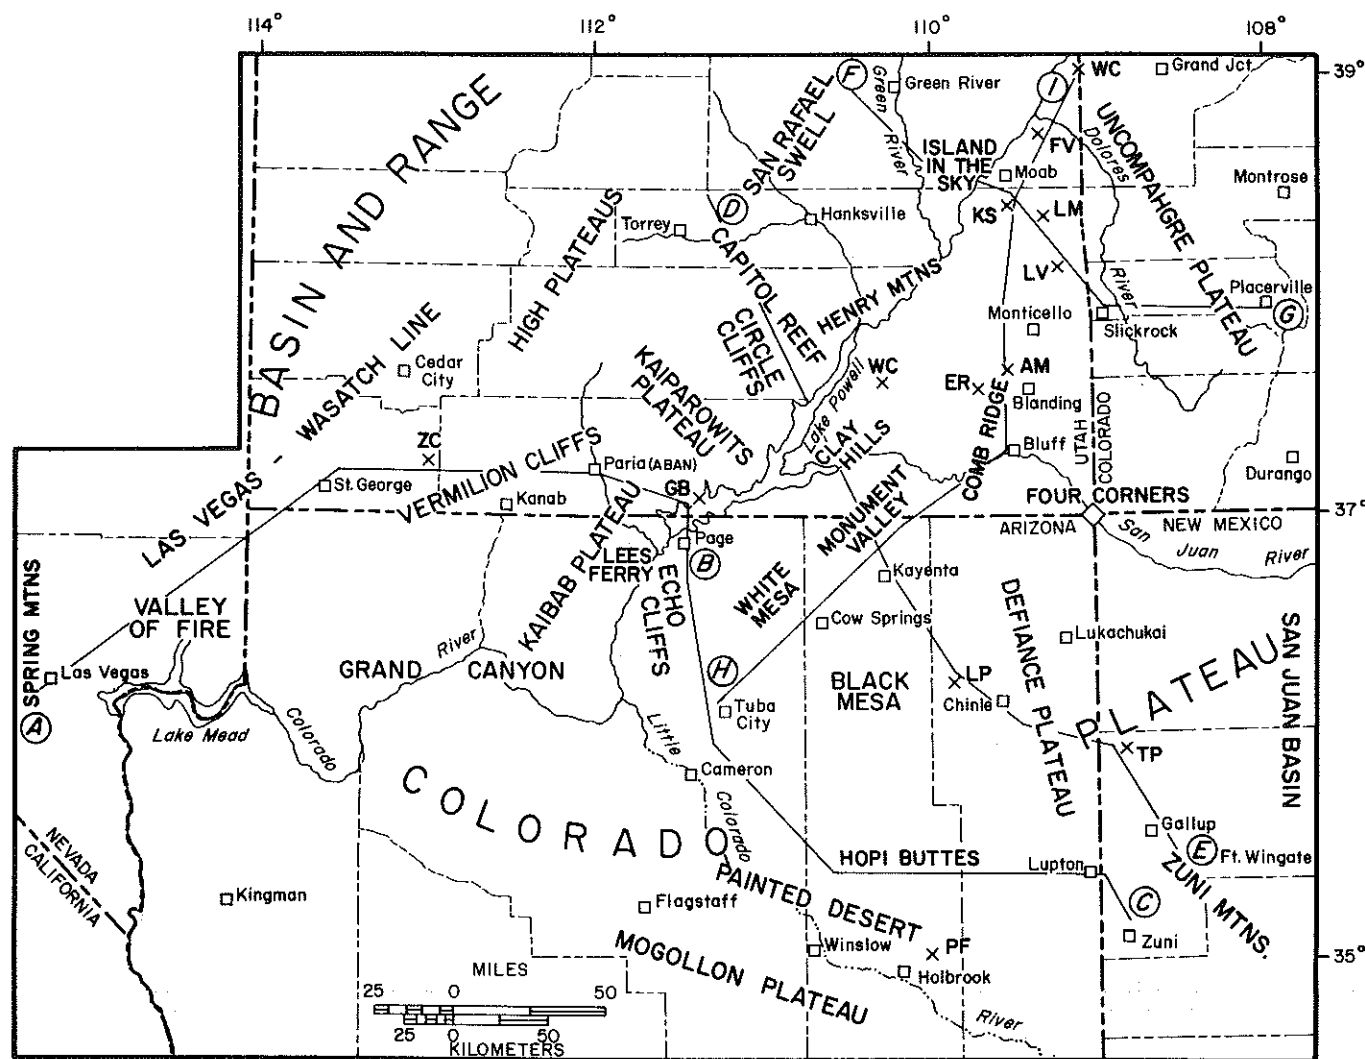 114°
112°
110°
108°
39°
37°
35°
BASIN AND RANGE
LAS VEGAS - WASATCH LINE
HIGH PLATEAUS
Torrey
Cedar
City
ZC
St. George
VERMILION CLIFFS
Kanab
Paria (ABAN)
SAN RAFAEL
SWELL
F
D
Green
River
Green River
Hanksville
CAPITOL REEF
CIRCLE
CLIFFS
HENRY MTNS
KAIPAROWITS
PLATEAU
Lake Powell
WC
CLAY
HILLS
ISLAND
IN THE
SKY
I
WC
Grand Jct.
FV
Moab
KS
LM
LV
Dolores
River
UNCOMPAHGRE PLATEAU
Montrose
Placerville
G
Slickrock
Monticello
AM
ER
Blanding
COMB RIDGE
Bluff
UTAH
COLORADO
Durango
FOUR CORNERS
ARIZONA
NEW MEXICO
San Juan River
GB
Page
B
LEES
FERRY
ECHO
CLIFFS
KAIBAB PLATEAU
WHITE
MESA
MONUMENT
VALLEY
Kayenta
Cow Springs
H
Tuba
City
BLACK
MESA
LP
Chinle
Lukachukai
DEFIANCE PLATEAU
SAN JUAN BASIN
TP
Gallup
E
Ft. Wingate
ZUNI MTNS.
C
Zuni
Lupton
HOPI BUTTES
SPRING MTNS
A
Las Vegas
VALLEY
OF FIRE
Lake Mead
Colorado
River
GRAND CANYON
Little
Colorado
River
Cameron
COLORADO
PLATEAU
NEVADA
CALIFORNIA
Kingman
Flagstaff
PAINTED DESERT
MOGOLLON PLATEAU
Winslow
PF
Holbrook
MILES
25 0 50
25 0 50
KILOMETERS